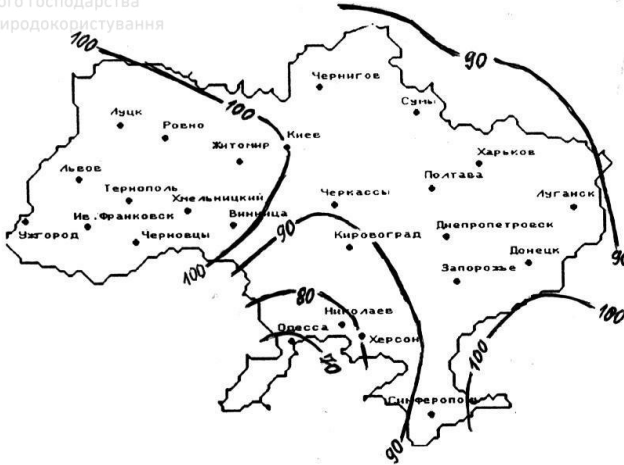 ого господарства
иродокористування
100
90
Чернигов
100
Сумы
Луцк
Ровно
Киев
Житомир
Харьков
Львов
Полтава
Тернополь
Хмельницкий
Черкассы
Луганск
Ив.Франковск
Винница
90
Днепропетровск
Ужгород
Черновцы
Кировоград
90
Донецк
100
Запорожье
80
100
Николаев
Одесса
Херсон
100
70
Симферополь
90